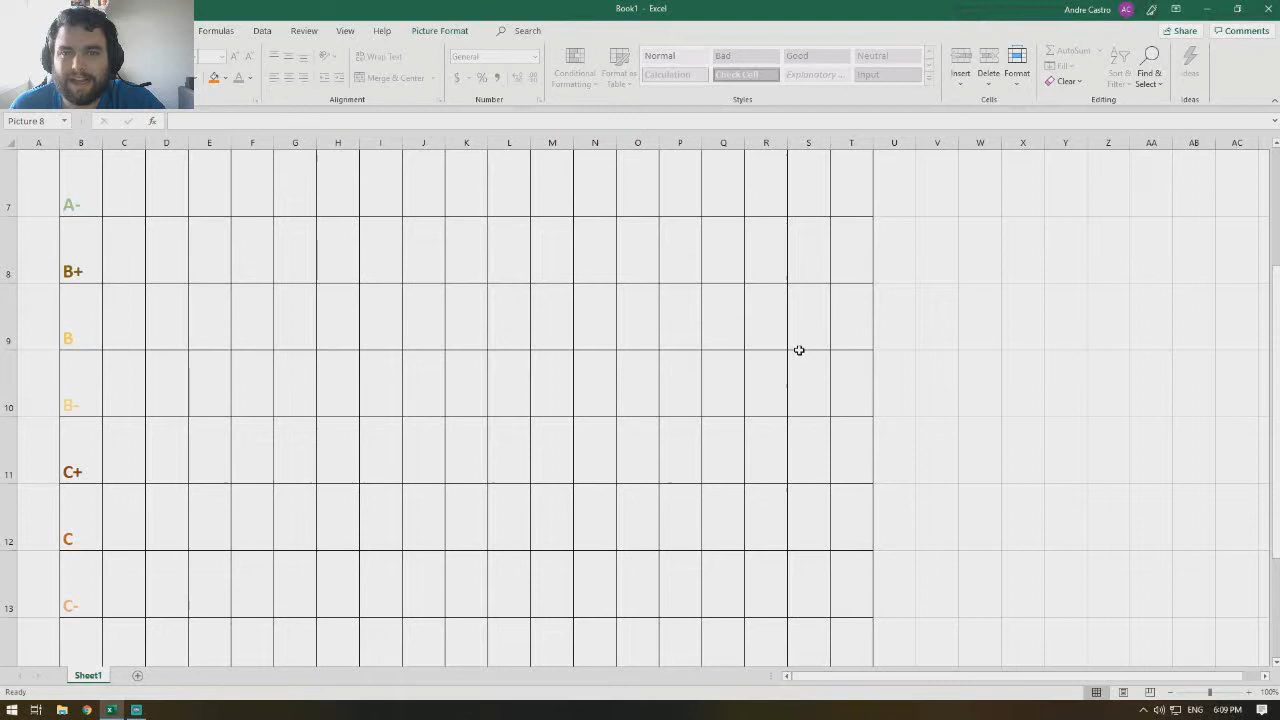 Book1 - Excel
Andre Castro AC
Formulas Data Review View Help Picture Format Search
Share Comments
Wrap Text
Merge & Center
Alignment
General
$ % ,
Number
Conditional Formatting
Format as Table
Normal Bad Good Neutral
Calculation Check Cell Explanatory ... Input
Styles
Insert Delete Format
Cells
AutoSum
Fill
Clear
Sort & Filter
Find & Select
Editing
Ideas
Ideas
Picture 8
fx
A B C D E F G H I J K L M N O P Q R S T U V W X Y Z AA AB AC
7 A-
8 B+
9 B
10 B-
11 C+
12 C
13 C-
Sheet1
Ready
100%
ENG 6:09 PM